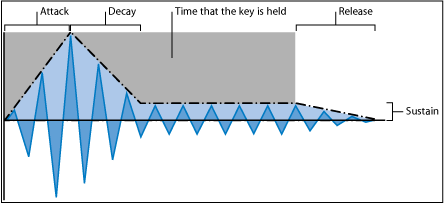 Attack
Decay
Time that the key is held
Release
Sustain